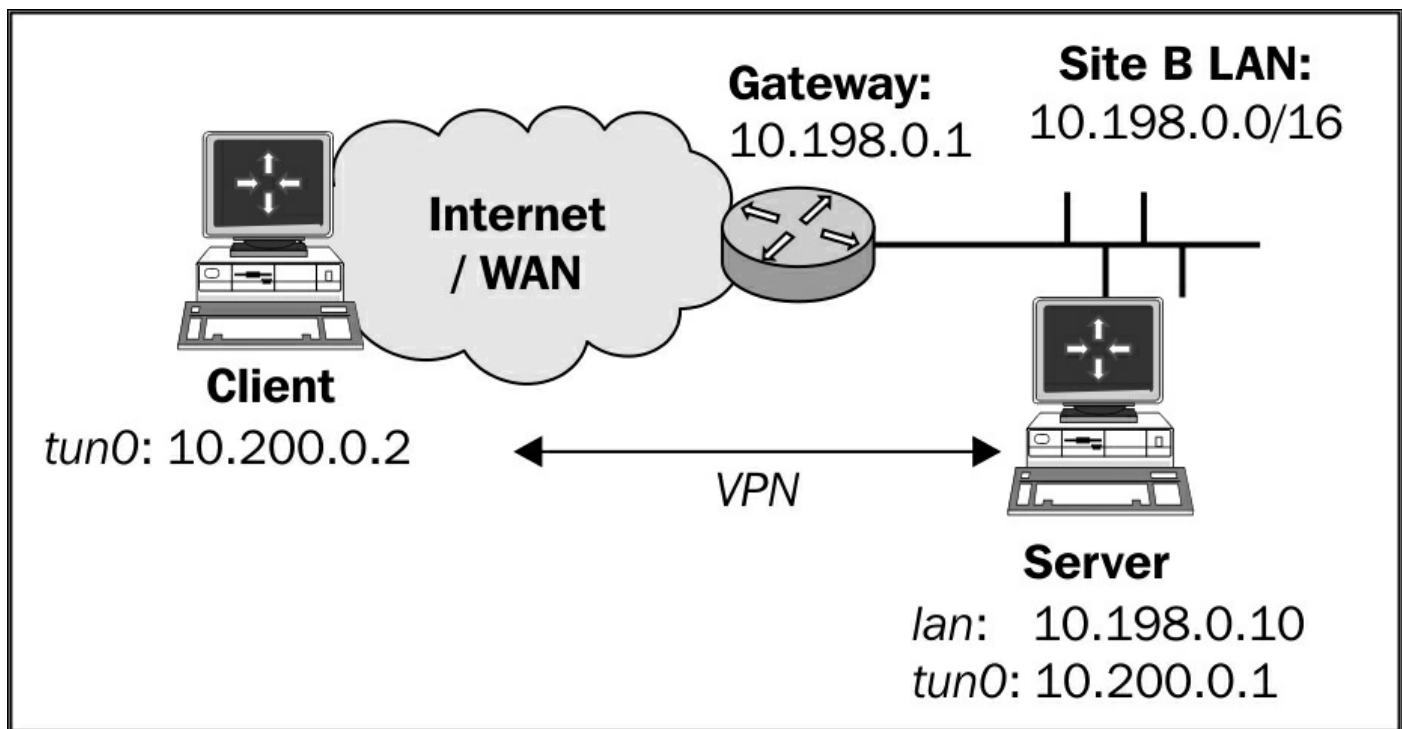 Gateway:
10.198.0.1
Site B LAN:
10.198.0.0/16
Internet
/ WAN
Client
tun0: 10.200.0.2
VPN
Server
lan: 10.198.0.10
tun0: 10.200.0.1